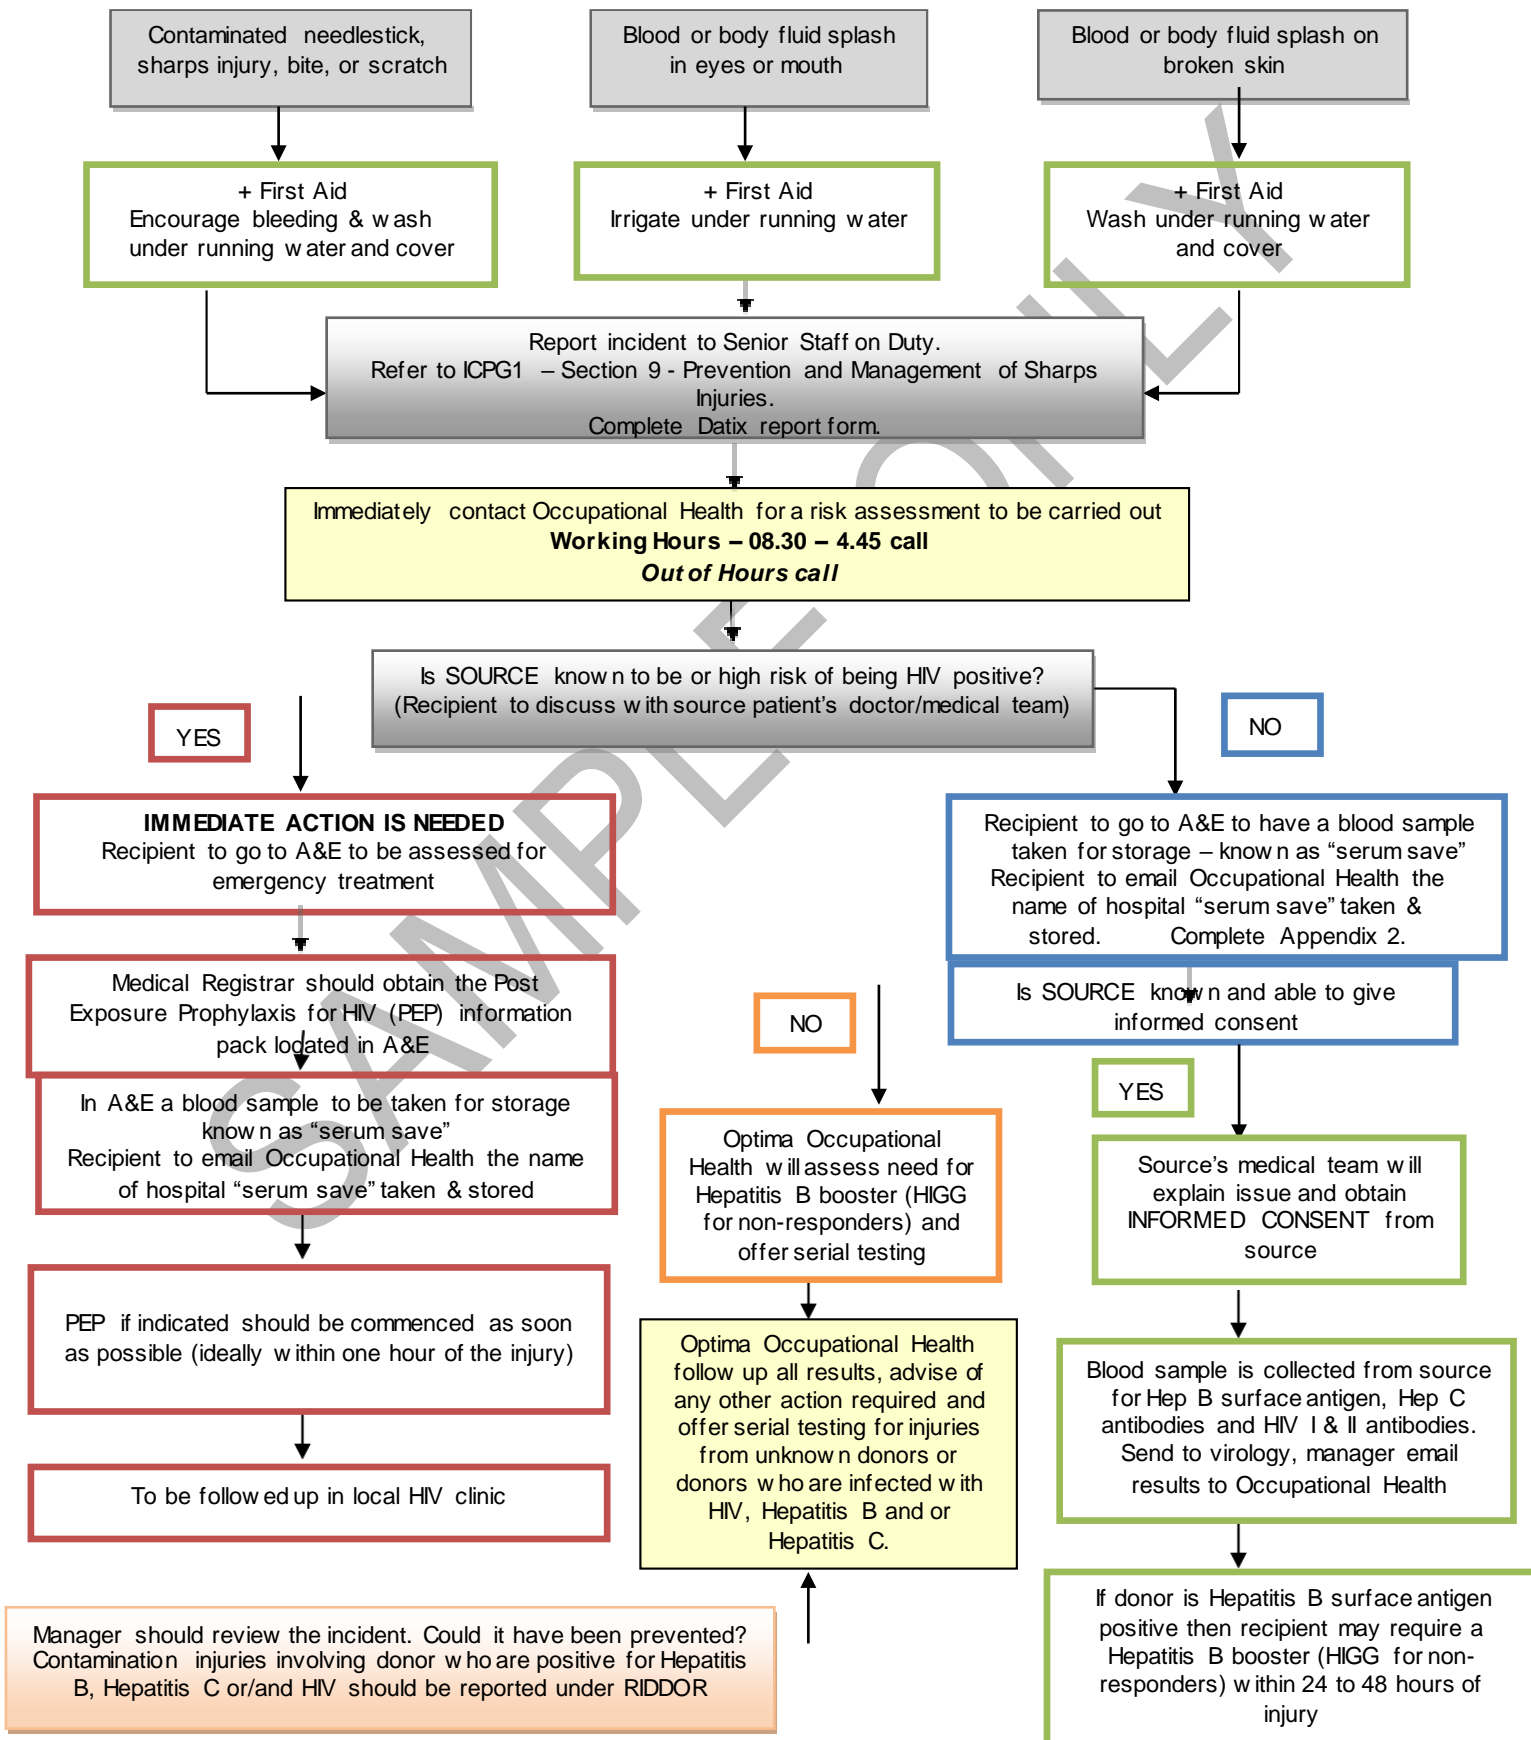 Contaminated needlestick,
sharps injury, bite, or scratch
Blood or body fluid splash
in eyes or mouth
Blood or body fluid splash on
broken skin
+ First Aid
Encourage bleeding & wash
under running water and cover
+ First Aid
Irrigate under running water
+ First Aid
Wash under running water
and cover
Report incident to Senior Staff on Duty.
Refer to ICPG1 – Section 9 - Prevention and Management of Sharps
Injuries.
Complete Datix report form.
Immediately contact Occupational Health for a risk assessment to be carried out
Working Hours – 08.30 – 4.45 call
Out of Hours call
Is SOURCE known to be or high risk of being HIV positive?
(Recipient to discuss with source patient's doctor/medical team)
YES
NO
IMMEDIATE ACTION IS NEEDED
Recipient to go to A&E to be assessed for
emergency treatment
Recipient to go to A&E to have a blood sample
taken for storage – known as “serum save”
Recipient to email Occupational Health the
name of hospital “serum save” taken &
stored. Complete Appendix 2.
Medical Registrar should obtain the Post
Exposure Prophylaxis for HIV (PEP) information
pack located in A&E
Is SOURCE known and able to give
informed consent
NO
YES
In A&E a blood sample to be taken for storage
known as “serum save”
Recipient to email Occupational Health the name
of hospital “serum save” taken & stored
Optima Occupational
Health will assess need for
Hepatitis B booster (HIGG
for non-responders) and
offer serial testing
Source's medical team will
explain issue and obtain
INFORMED CONSENT from
source
PEP if indicated should be commenced as soon
as possible (ideally within one hour of the injury)
Optima Occupational Health
follow up all results, advise of
any other action required and
offer serial testing for injuries
from unknown donors or
donors who are infected with
HIV, Hepatitis B and or
Hepatitis C.
Blood sample is collected from source
for Hep B surface antigen, Hep C
antibodies and HIV I & II antibodies.
Send to virology, manager email
results to Occupational Health
To be followed up in local HIV clinic
If donor is Hepatitis B surface antigen
positive then recipient may require a
Hepatitis B booster (HIGG for non-
responders) within 24 to 48 hours of
injury
Manager should review the incident. Could it have been prevented?
Contamination injuries involving donor who are positive for Hepatitis
B, Hepatitis C or/and HIV should be reported under RIDDOR
SAMPLE ONLY